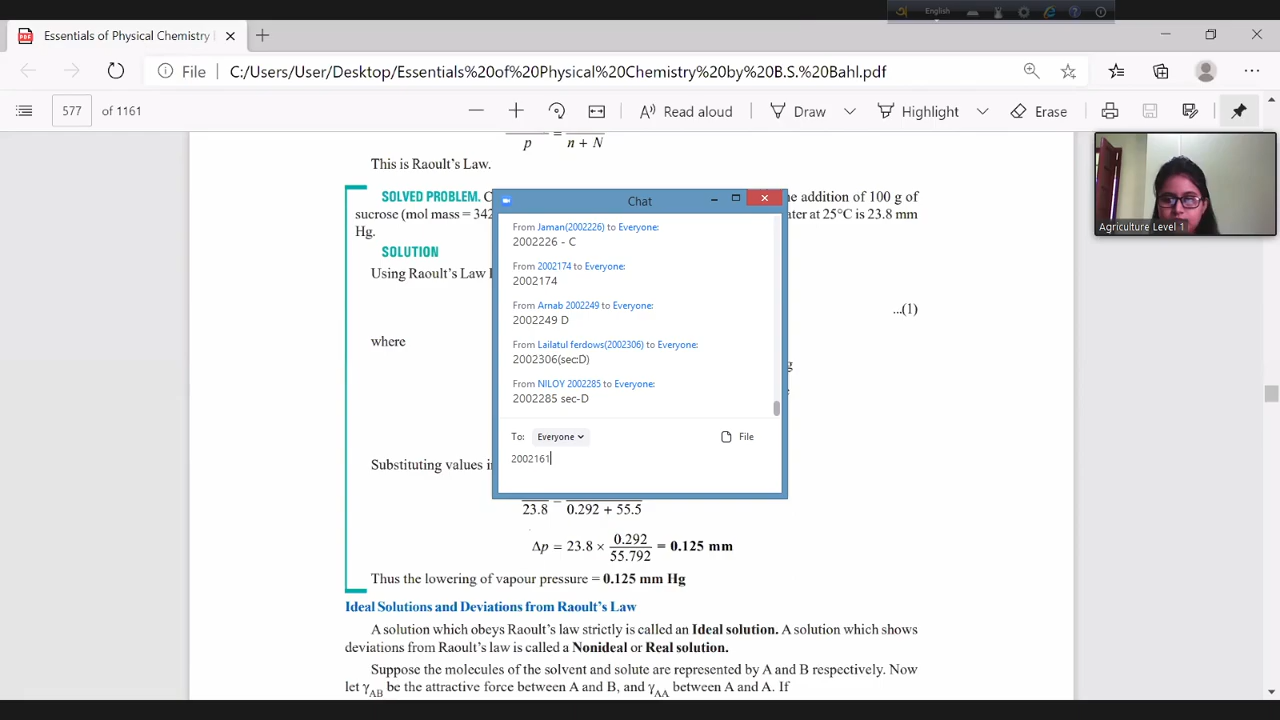 English
Essentials of Physical Chemistry
File C:/Users/User/Desktop/Essentials%20of%20Physical%20Chemistry%20by%20B.S.%20Bahl.pdf
577 of 1161
Read aloud
Draw
Highlight
Erase
p = n + N
This is Raoult's Law.
SOLVED PROBLEM. C
e addition of 100 g of
sucrose (mol mass = 342
ater at 25°C is 23.8 mm
Hg.
SOLUTION
Using Raoult's Law
...(1)
where
g
Substituting values i
23.8 = 0.292 + 55.5
Δp = 23.8 × 0.292 / 55.792 = 0.125 mm
Thus the lowering of vapour pressure = 0.125 mm Hg
Ideal Solutions and Deviations from Raoult's Law
A solution which obeys Raoult's law strictly is called an Ideal solution. A solution which shows
deviations from Raoult's law is called a Nonideal or Real solution.
Suppose the molecules of the solvent and solute are represented by A and B respectively. Now
let γAB be the attractive force between A and B, and γAA between A and A. If
Chat
From Jaman(2002226) to Everyone:
2002226 - C
From 2002174 to Everyone:
2002174
From Arnab 2002249 to Everyone:
2002249 D
From Lailatul ferdows(2002306) to Everyone:
2002306(sec:D)
From NILOY 2002285 to Everyone:
2002285 sec-D
To: Everyone
File
2002161
Agriculture Level 1